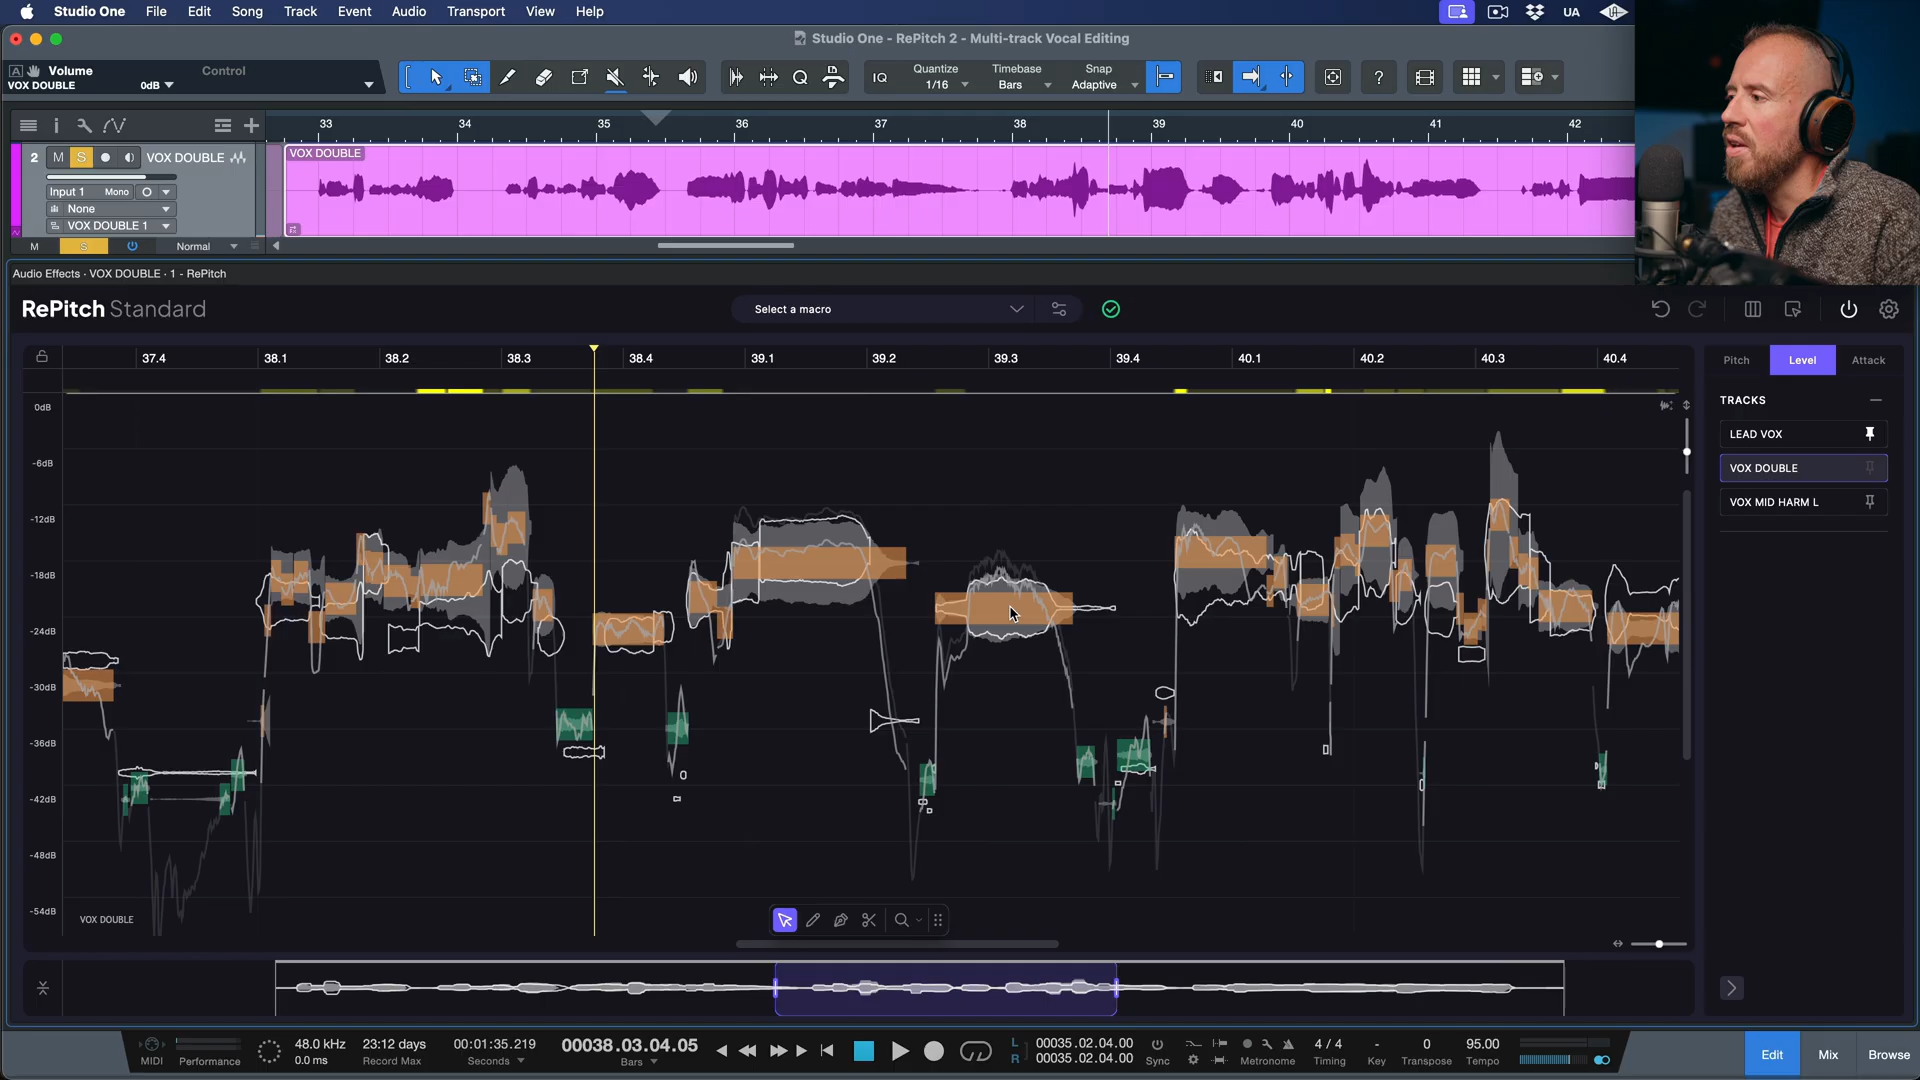 Studio One File Edit Song Track Event Audio Transport View Help UA
Studio One - RePitch 2 - Multi-track Vocal Editing
A Volume Control
VOX DOUBLE 0dB
IQ Quantize Timebase Snap
1/16 Bars Adaptive
33 34 35 36 37 38 39 40 41 42
2 M S VOX DOUBLE
VOX DOUBLE
Input 1 Mono
None
VOX DOUBLE 1
M S Normal
Audio Effects · VOX DOUBLE · 1 - RePitch
RePitch Standard
Select a macro
37.4 38.1 38.2 38.3 38.4 39.1 39.2 39.3 39.4 40.1 40.2 40.3 40.4
Pitch Level Attack
TRACKS
LEAD VOX
VOX DOUBLE
VOX MID HARM L
0dB
-6dB
-12dB
-18dB
-24dB
-30dB
-36dB
-42dB
-48dB
-54dB
VOX DOUBLE
MIDI Performance
48.0 kHz
0.0 ms
23:12 days
Record Max
00:01:35.219
Seconds
00038.03.04.05
Bars
L 00035.02.04.00
R 00035.02.04.00
Sync Metronome
4 / 4
Timing
-
Key
0
Transpose
95.00
Tempo
Edit Mix Browse